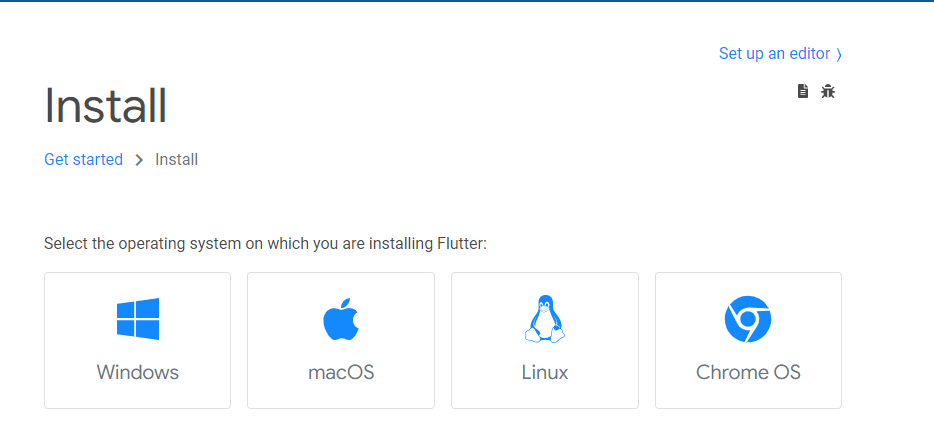 Set up an editor 〉
Install
Get started > Install
Select the operating system on which you are installing Flutter:
Windows
macOS
Linux
Chrome OS